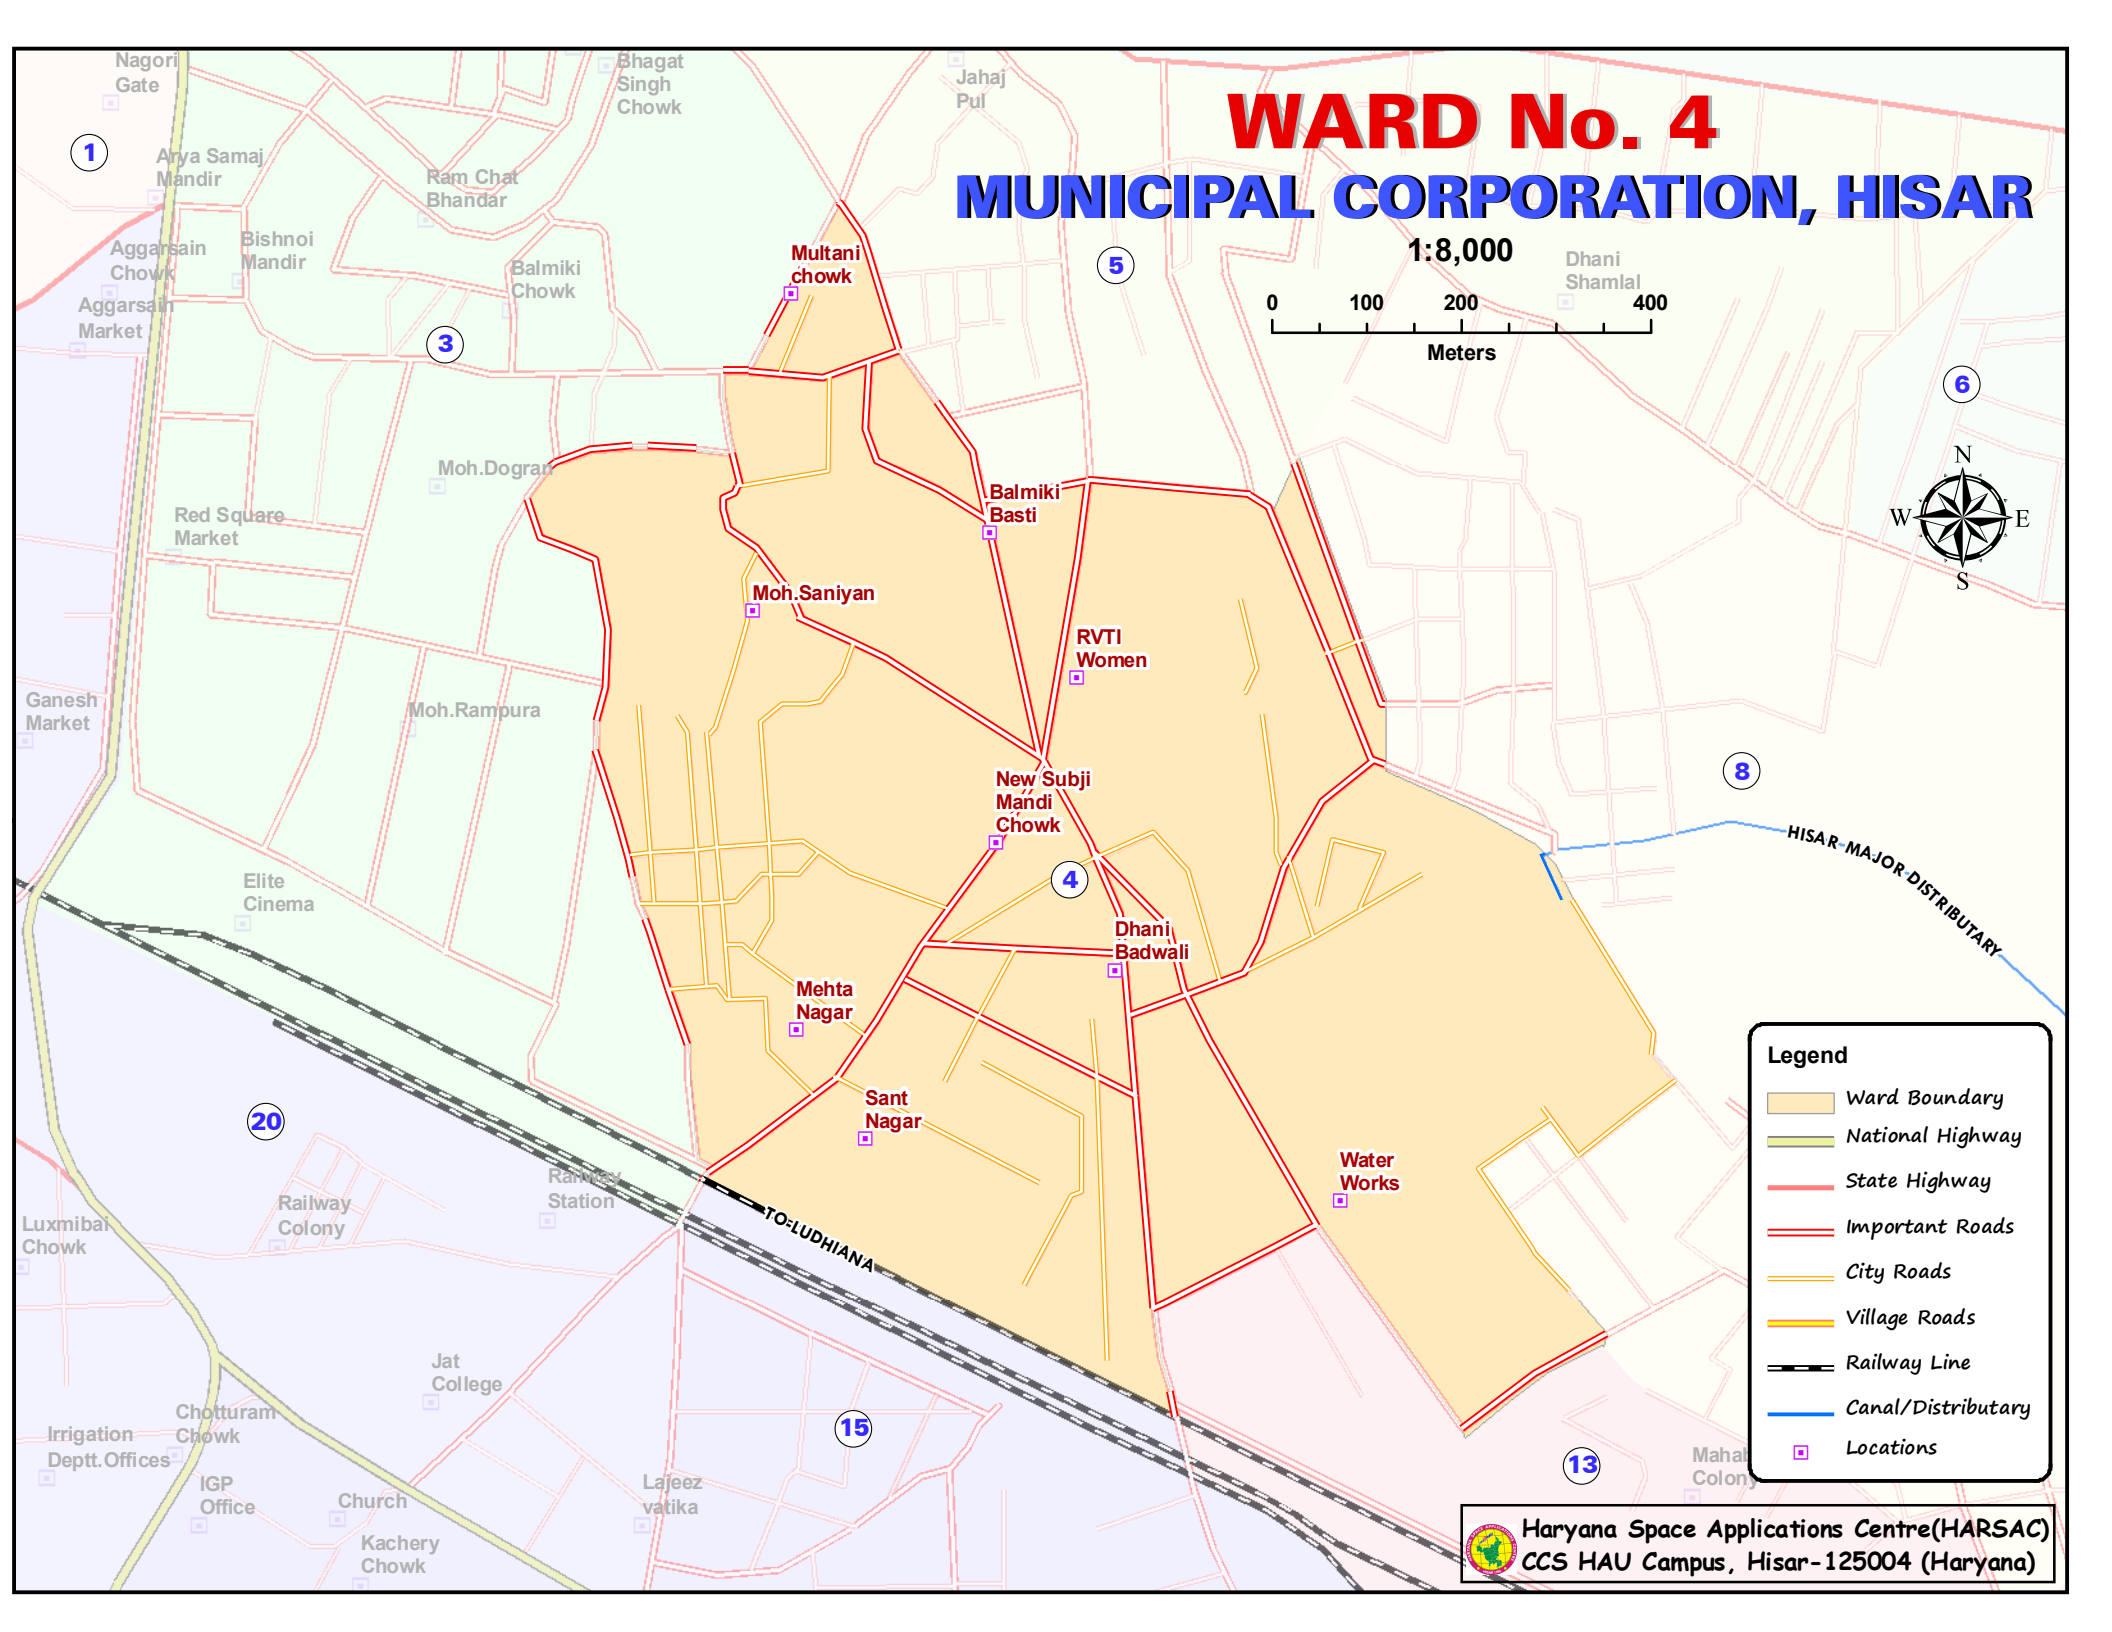 WARD No. 4
MUNICIPAL CORPORATION, HISAR
1:8,000
0 100 200 400
Meters
Nagori
Gate
1
Arya Samaj
Mandir
Aggarsain
Chowk
Aggarsain
Market
Bishnoi
Mandir
Ram Chat
Bhandar
Balmiki
Chowk
Bhagat
Singh
Chowk
Jahaj
Pul
3
5
Dhani
Shamlal
6
Multani
chowk
N
W E
S
Moh.Dogran
Red Square
Market
Balmiki
Basti
Moh.Saniyan
RVTI
Women
Ganesh
Market
Moh.Rampura
New Subji
Mandi
Chowk
8
HISAR MAJOR DISTRIBUTARY
4
Elite
Cinema
Dhani
Badwali
Mehta
Nagar
Sant
Nagar
20
Water
Works
Railway
Station
Railway
Colony
Luxmibai
Chowk
TO-LUDHIANA
Jat
College
Chotturam
Chowk
Irrigation
Deptt.Offices
15
13
IGP
Office
Church
Kachery
Chowk
Lajeez
vatika
Colony
Legend
Ward Boundary
National Highway
State Highway
Important Roads
City Roads
Village Roads
Railway Line
Canal/Distributary
Locations
Haryana Space Applications Centre(HARSAC)
CCS HAU Campus, Hisar-125004 (Haryana)